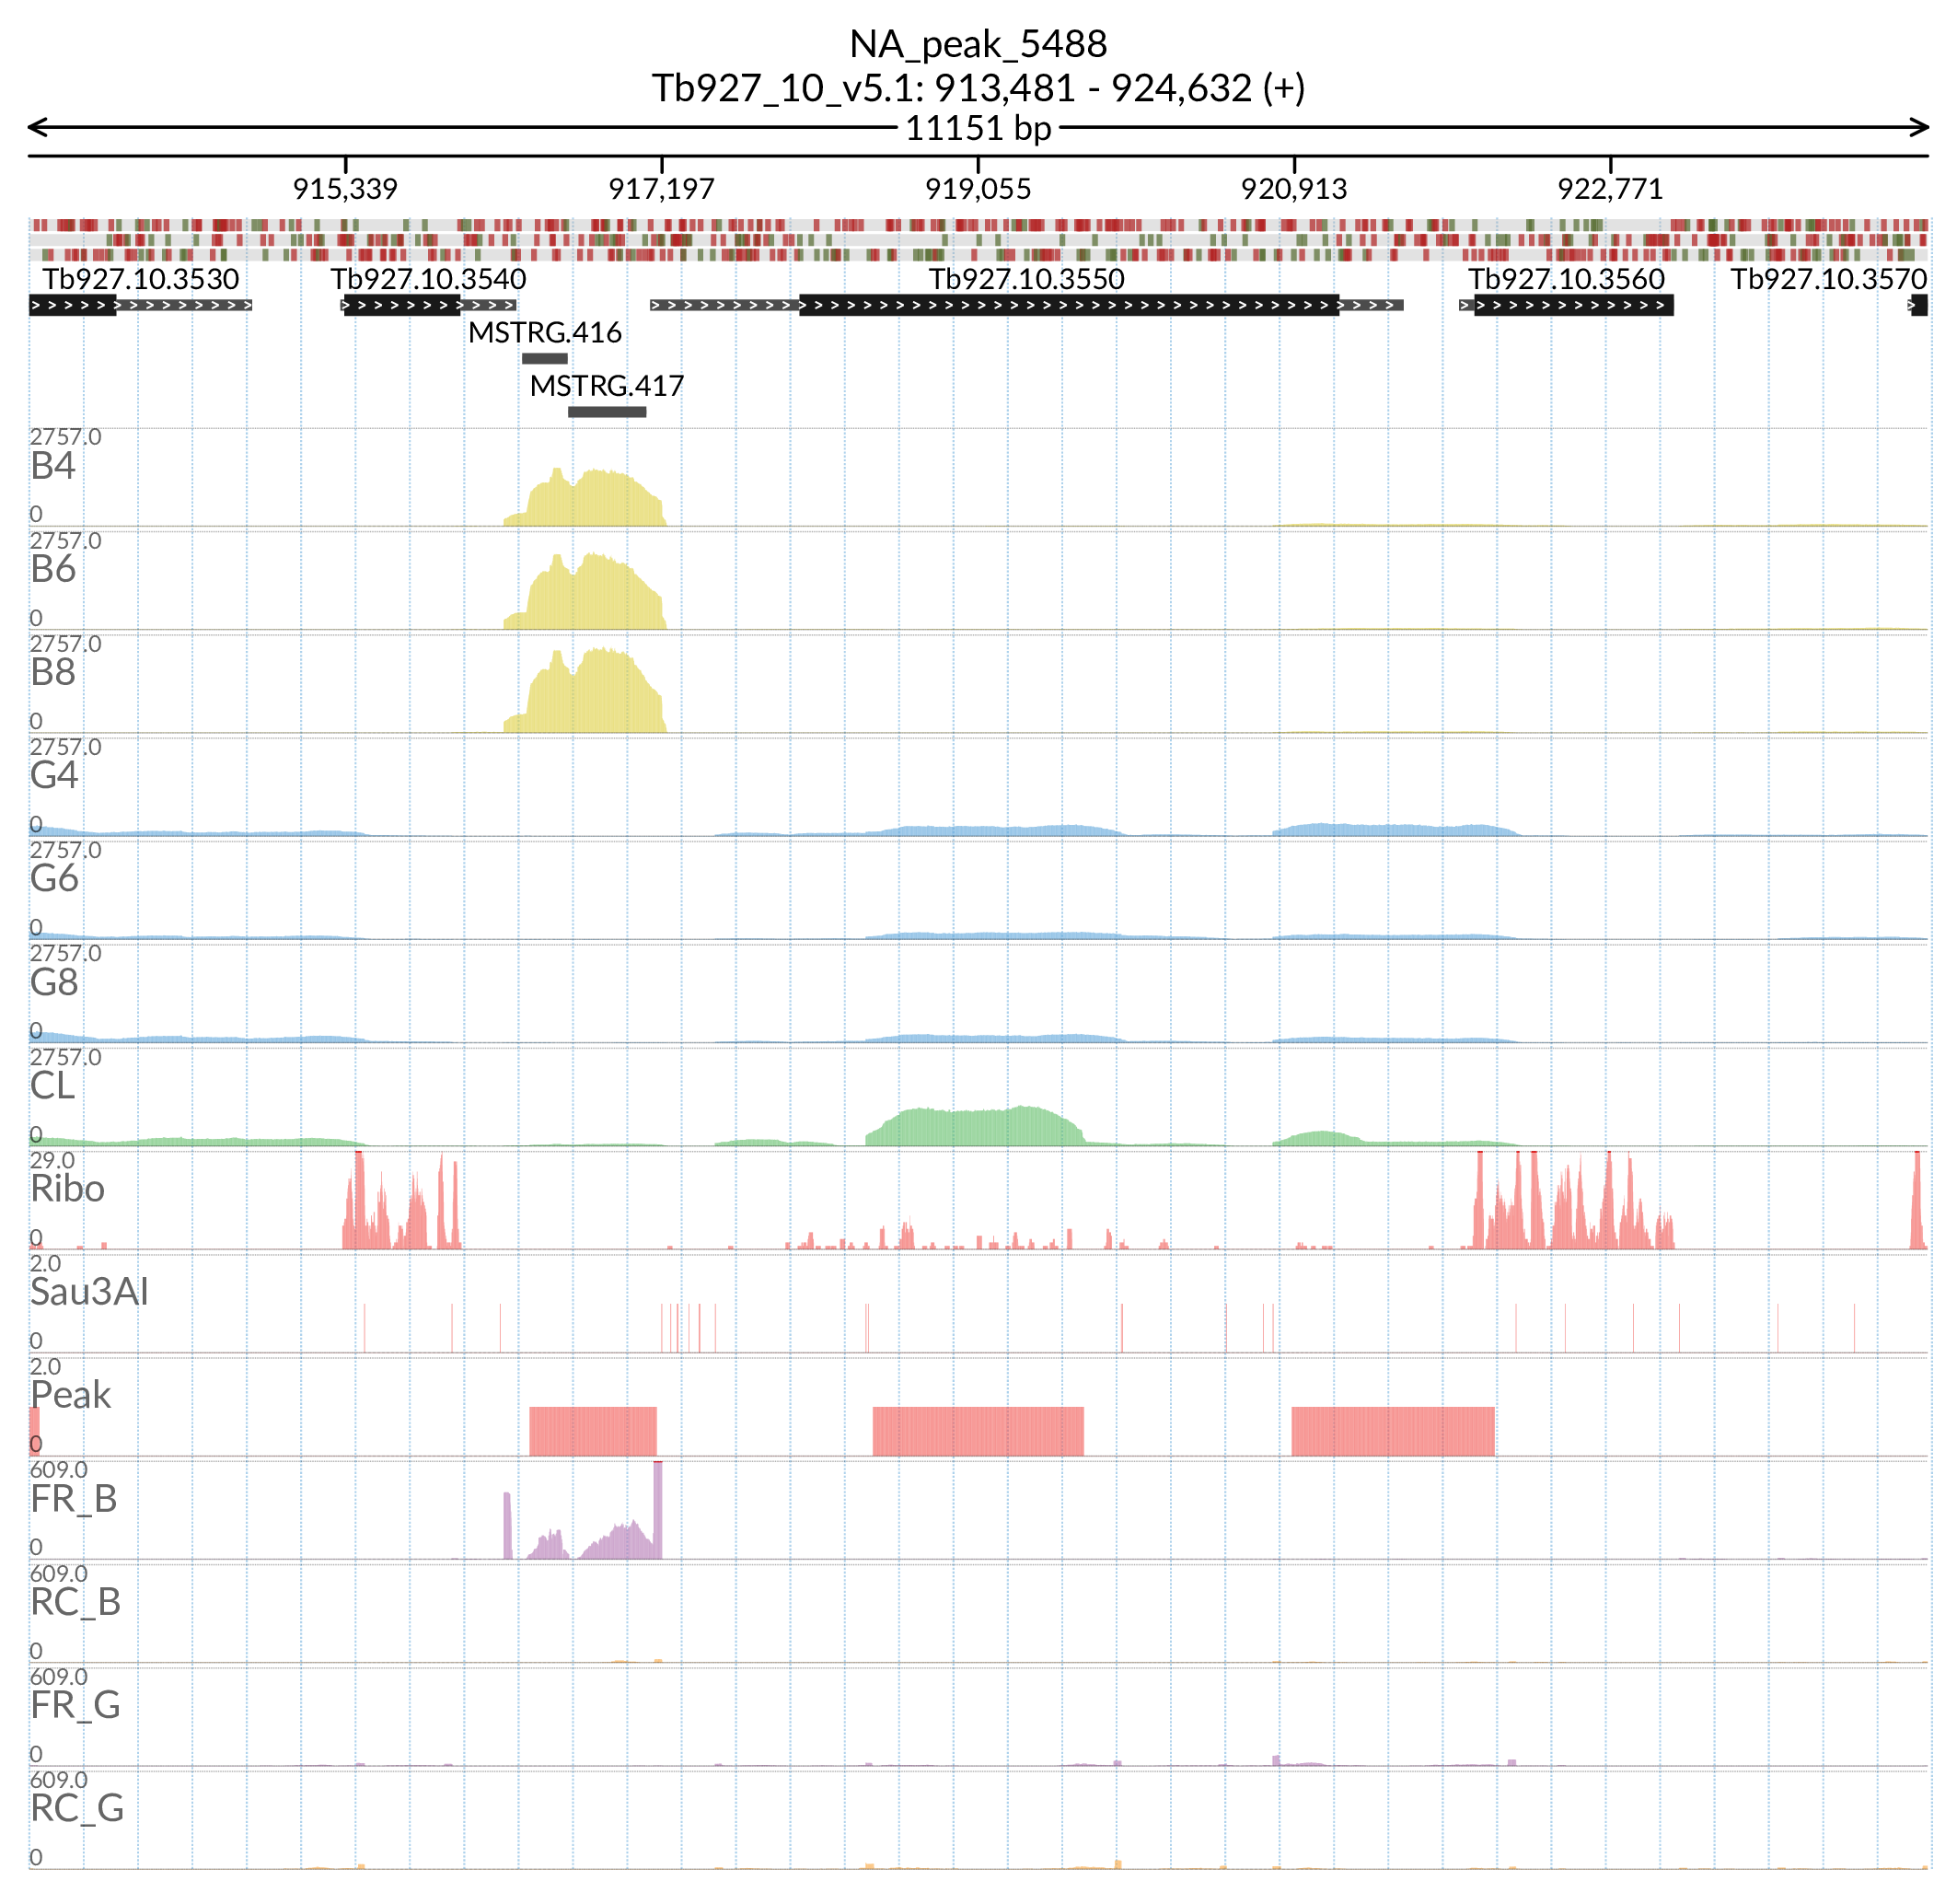 NA_peak_5488
Tb927_10_v5.1: 913,481 - 924,632 (+)
11151 bp
915,339 917,197 919,055 920,913 922,771
Tb927.10.3530 Tb927.10.3540 Tb927.10.3550 Tb927.10.3560 Tb927.10.3570
MSTRG.416
MSTRG.417
2757.0
B4
0
2757.0
B6
0
2757.0
B8
0
2757.0
G4
0
2757.0
G6
0
2757.0
G8
0
2757.0
CL
0
29.0
Ribo
0
2.0
Sau3AI
0
2.0
Peak
0
609.0
FR_B
0
609.0
RC_B
0
609.0
FR_G
0
609.0
RC_G
0